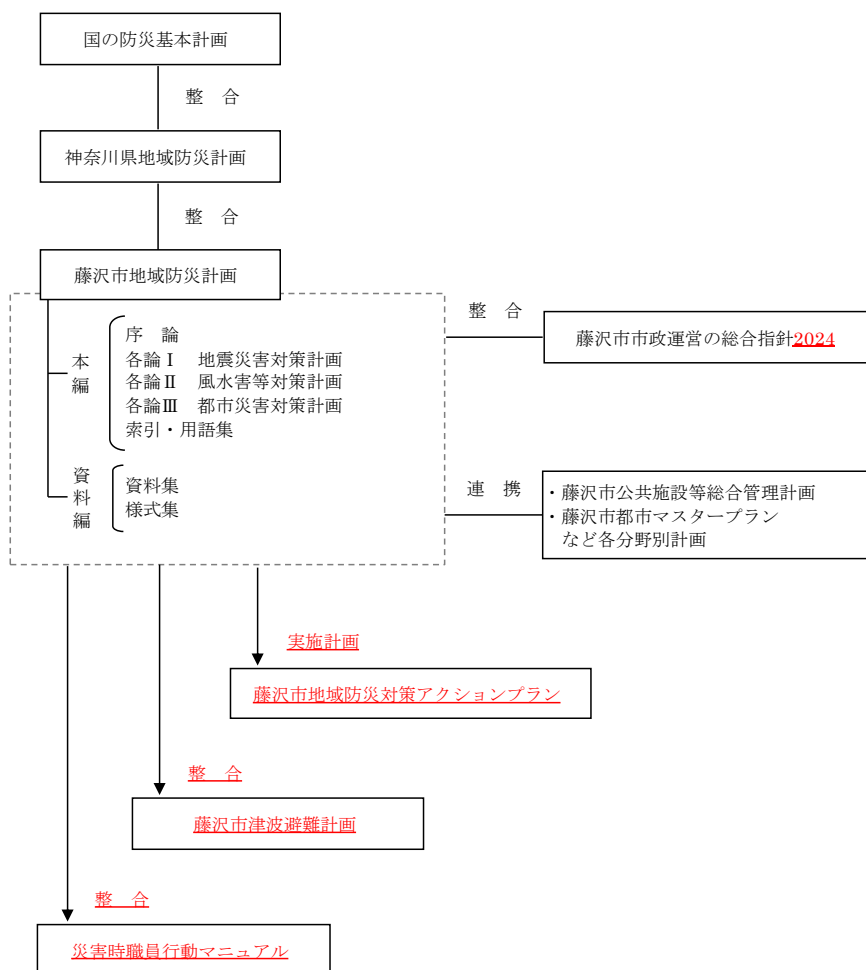 国の防災基本計画
整　合
神奈川県地域防災計画
整　合
藤沢市地域防災計画
本編
序　論
各論Ⅰ　地震災害対策計画
各論Ⅱ　風水害等対策計画
各論Ⅲ　都市災害対策計画
索引・用語集
資料編
資料集
様式集
整　合
藤沢市市政運営の総合指針2024
連　携
・藤沢市公共施設等総合管理計画
・藤沢市都市マスタープラン
など各分野別計画
実施計画
藤沢市地域防災対策アクションプラン
整　合
藤沢市津波避難計画
整　合
災害時職員行動マニュアル